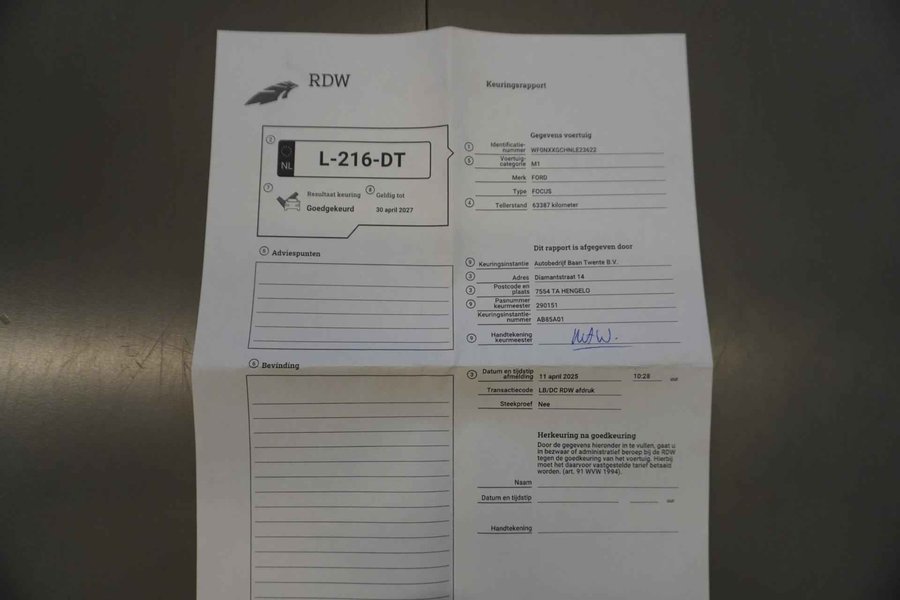 RDW
Keuringsrapport
NL
L-216-DT
Resultaat keuring
Goedgekeurd
Geldig tot
30 april 2027
Adviespunten
Bevinding
Gegevens voertuig
Identificatie-
nummer WF0NXXGCHNLE23622
Voertuig-
categorie M1
Merk FORD
Type FOCUS
Tellerstand 63387 kilometer
Dit rapport is afgegeven door
Keuringsinstantie Autobedrijf Baan Twente B.V.
Adres Diamantstraat 14
Postcode en
plaats 7554 TA HENGELO
Pasnummer
keurmeester 290151
Keuringsinstantie-
nummer AB85A01
Handtekening
keurmeester
Datum en tijdstip
afmelding 11 april 2025 10:28 uur
Transactiecode LB/DC RDW afdruk
Steekproef Nee
Herkeuring na goedkeuring
Door de gegevens hieronder in te vullen, gaat u
in bezwaar of administratief beroep bij de RDW
tegen de goedkeuring van het voertuig. Hierbij
moet het daarvoor vastgestelde tarief betaald
worden. (art. 91 WVW 1994).
Naam
Datum en tijdstip uur
Handtekening